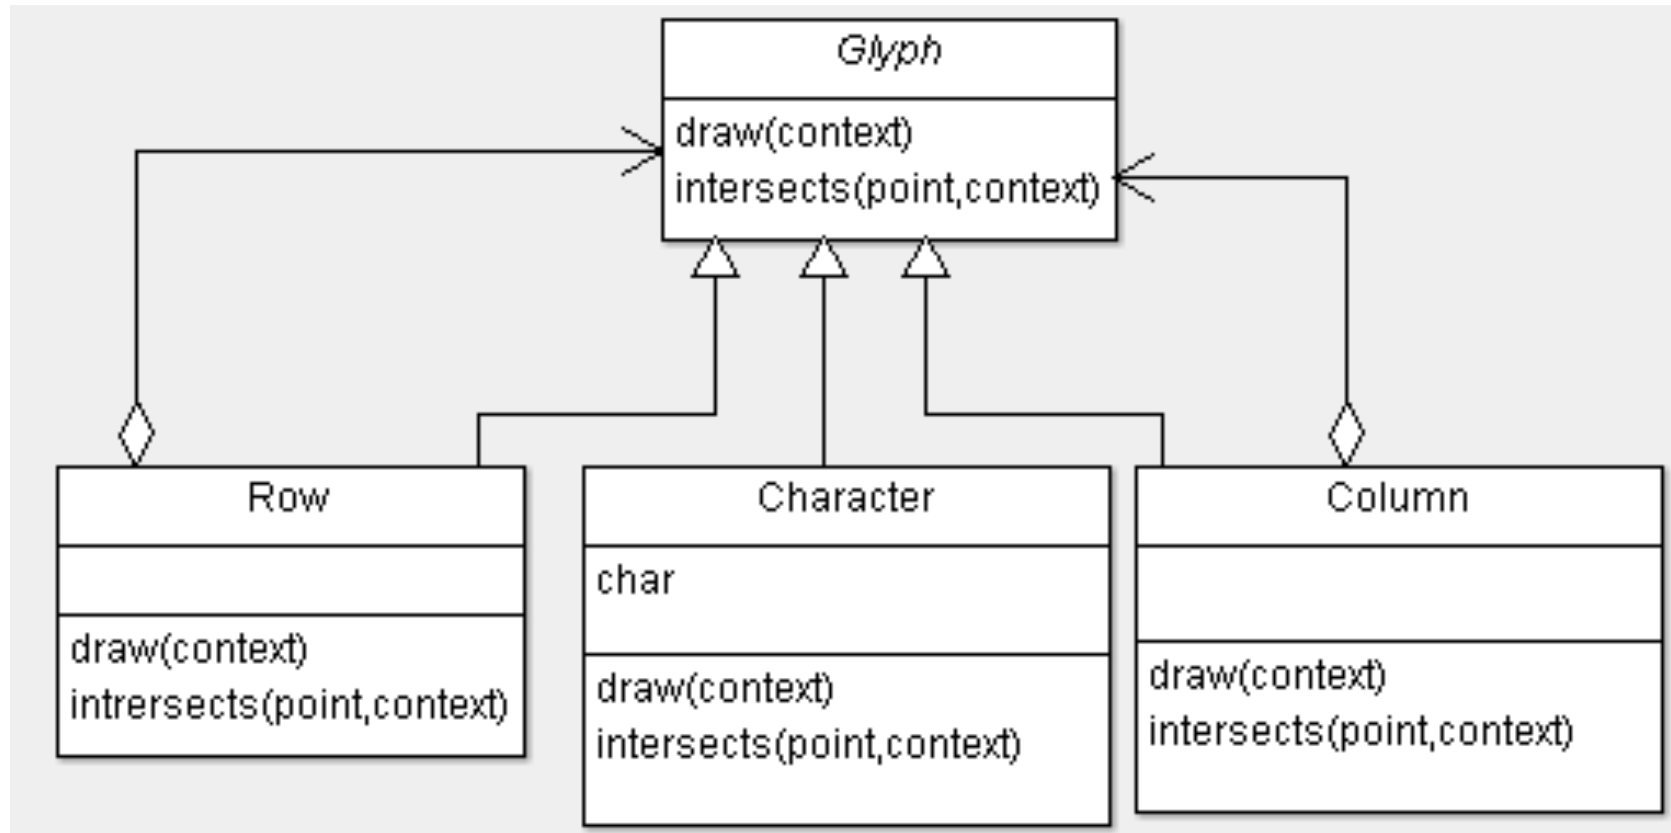 Glyph
draw(context)
intersects(point,context)
Row
draw(context)
intrersects(point,context)
Character
char
draw(context)
intersects(point,context)
Column
draw(context)
intersects(point,context)